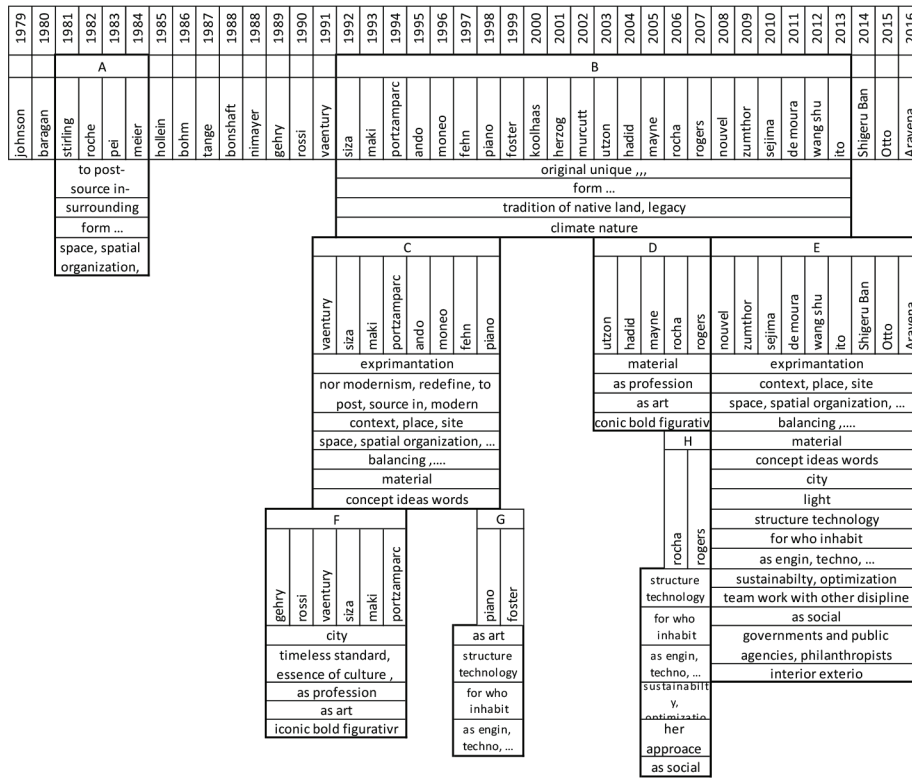 1979 1980 1981 1982 1983 1984 1985 1986 1987 1988 1988 1989 1990 1991 1992 1993 1994 1995 1996 1997 1998 1999 2000 2001 2002 2003 2004 2005 2006 2007 2008 2009 2010 2011 2012 2013 2014 2015 2016
A B
johnson baragan stirling roche pei meier hollein bohm tange bonshaft nimayer gehry rossi vaentury siza maki portzamparc ando moneo fehn piano foster koolhaas herzog murcutt utzon hadid mayne rocha rogers nouvel zumthor sejima de moura wang shu ito Shigeru Ban Otto Aravena
to post-
source in-
surrounding
form ...
space, spatial
organization,
original unique ,,,
form ...
tradition of native land, legacy
climate nature
C
vaentury siza maki portzamparc ando moneo fehn piano
exprimantation
nor modernism, redefine, to
post, source in, modern
context, place, site
space, spatial organization, ...
balancing ,....
material
concept ideas words
D
utzon hadid mayne rocha rogers
material
as profession
as art
conic bold figurativ
E
nouvel zumthor sejima de moura wang shu ito Shigeru Ban Otto Aravena
exprimantation
context, place, site
space, spatial organization, ...
balancing ,....
material
concept ideas words
city
light
structure technology
for who inhabit
as engin, techno, ...
sustainabilty, optimization
team work with other disipline
as social
governments and public
agencies, philanthropists
interior exterio
F
gehry rossi vaentury siza maki portzamparc
city
timeless standard,
essence of culture ,
as profession
as art
iconic bold figurativr
G
piano foster
as art
structure
technology
for who
inhabit
as engin,
techno, ...
H
rocha rogers
structure
technology
for who
inhabit
as engin,
techno, ...
sustainabilt
y,
optimizatio
her
approace
as social